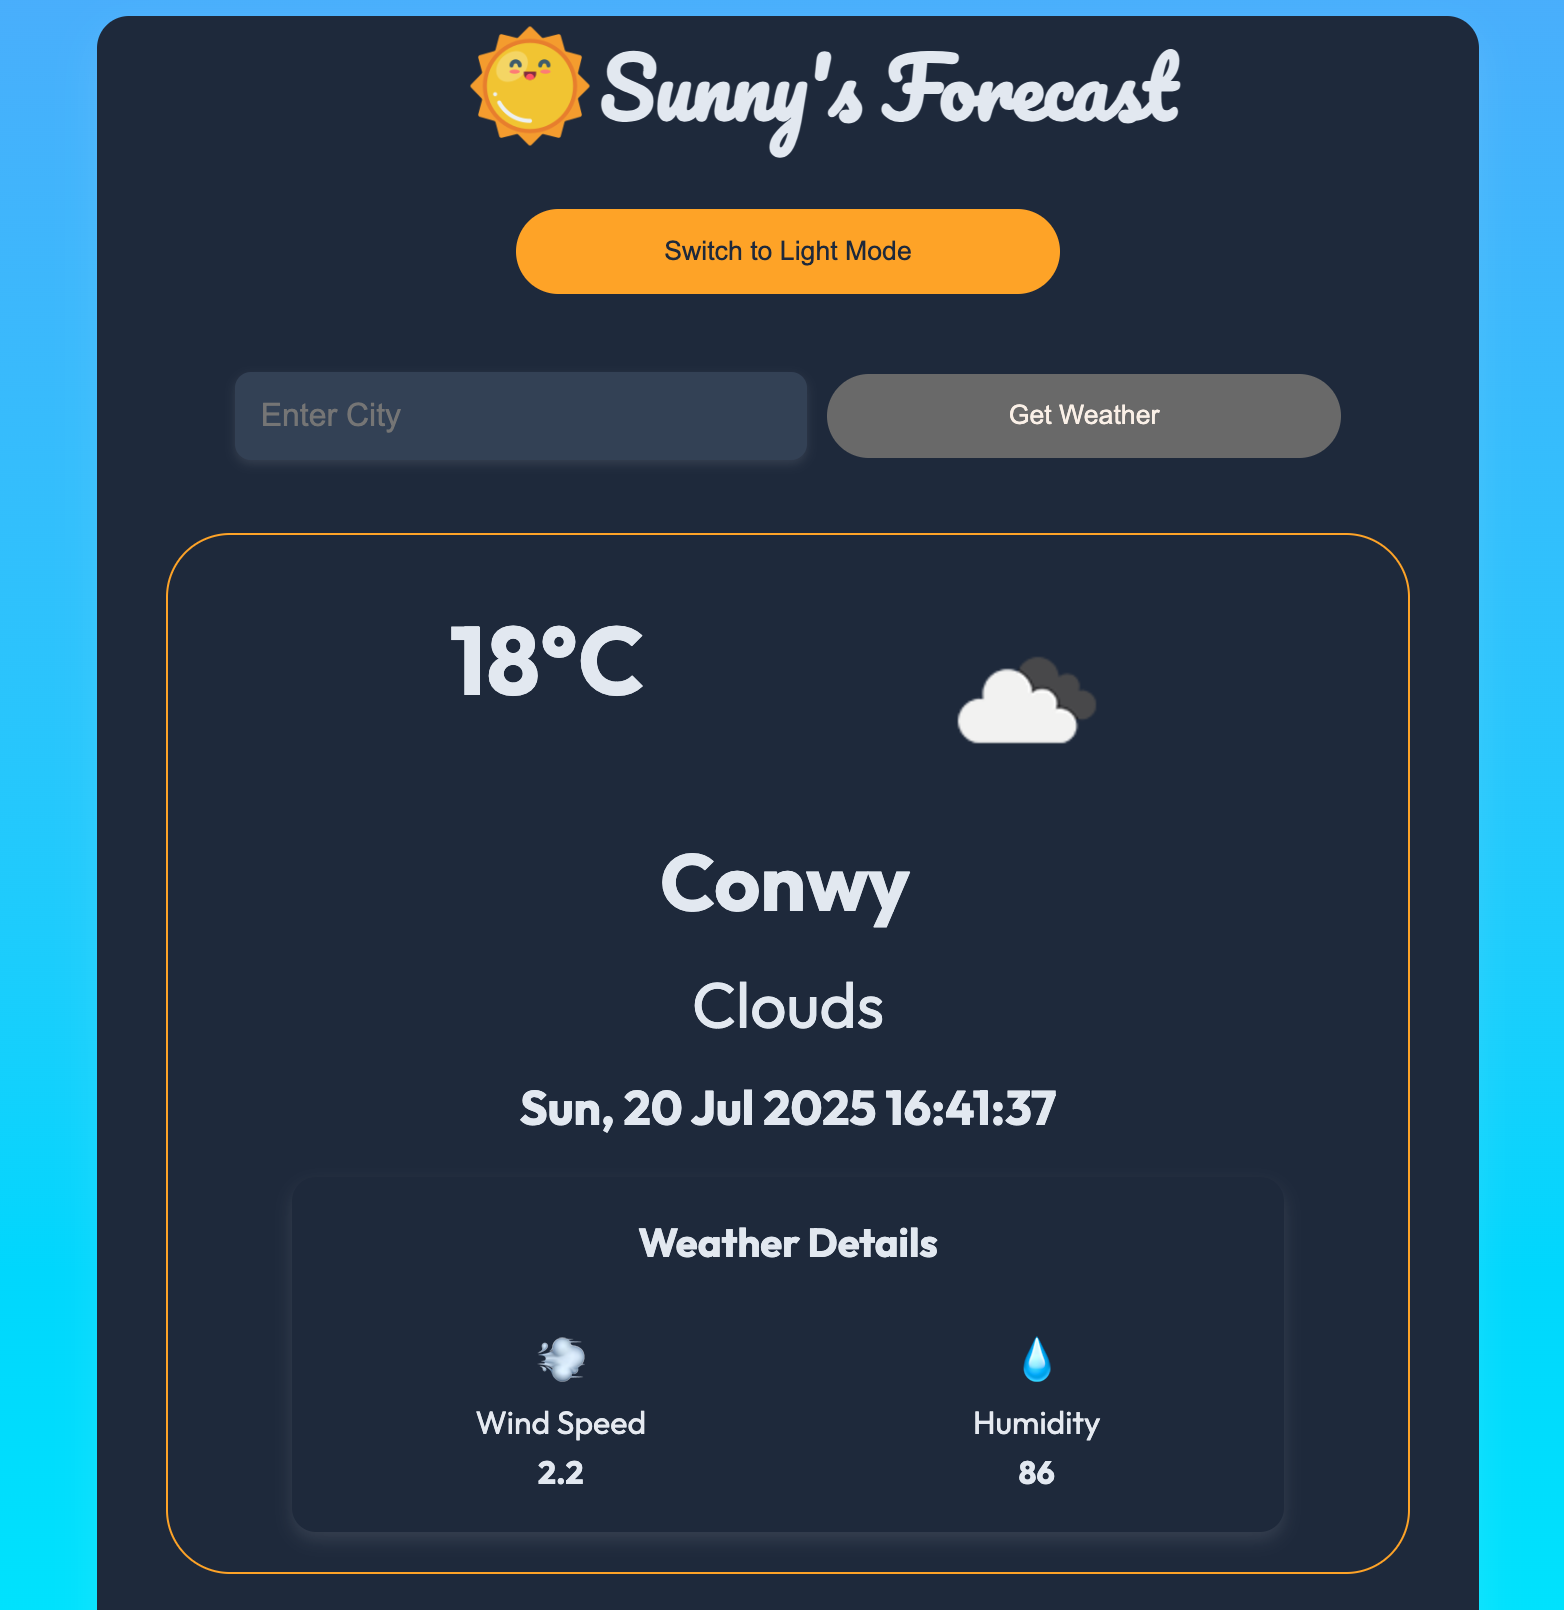 Sunny's Forecast
Switch to Light Mode
Enter City
Get Weather
18°C
Conwy
Clouds
Sun, 20 Jul 2025 16:41:37
Weather Details
Wind Speed
2.2
Humidity
86